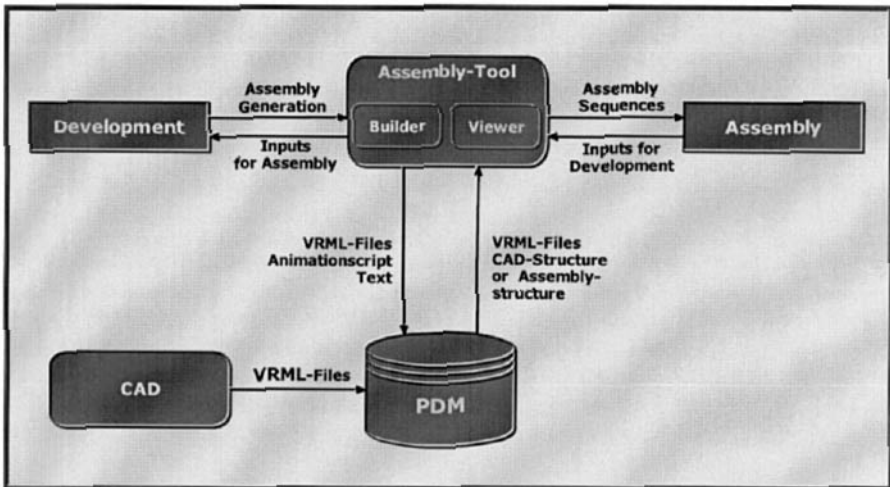 Assembly-Tool
Builder
Viewer
Development
Assembly
Generation
Inputs
for Assembly
Assembly
Sequences
Inputs for
Development
Assembly
VRML-Files
Animationscript
Text
VRML-Files
CAD-Structure
or Assembly-
structure
CAD
VRML-Files
PDM